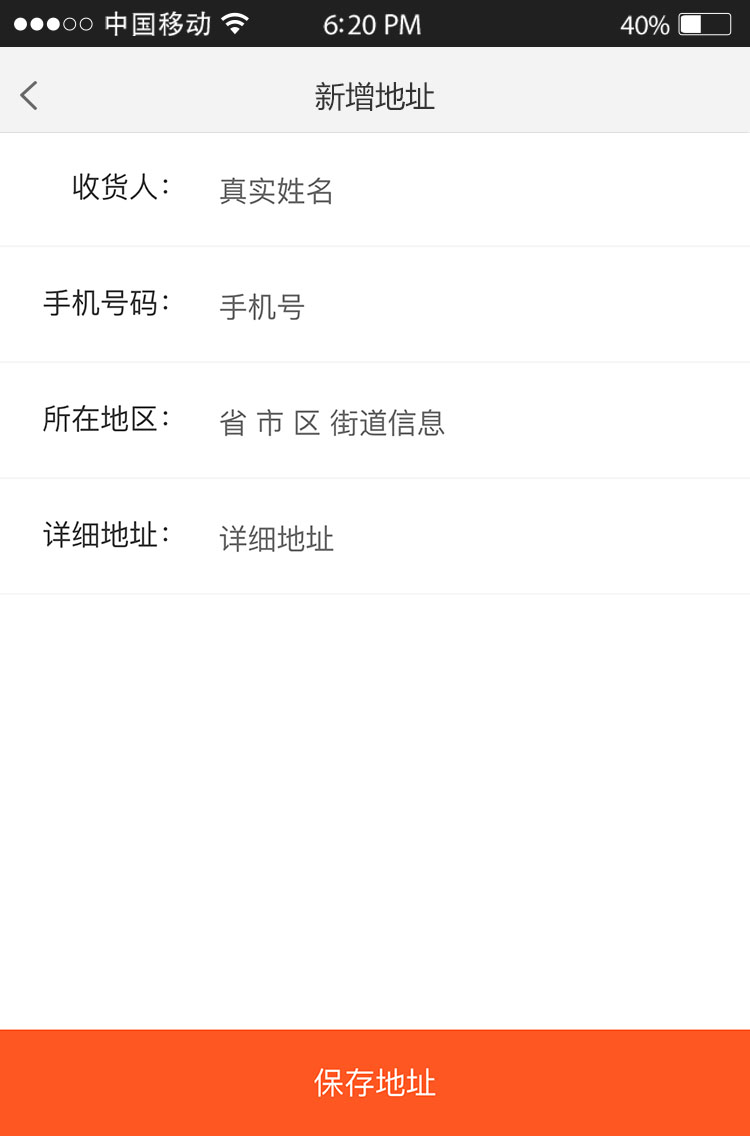 中国移动 6:20 PM 40%
新增地址
收货人: 真实姓名
手机号码: 手机号
所在地区: 省 市 区 街道信息
详细地址: 详细地址
保存地址